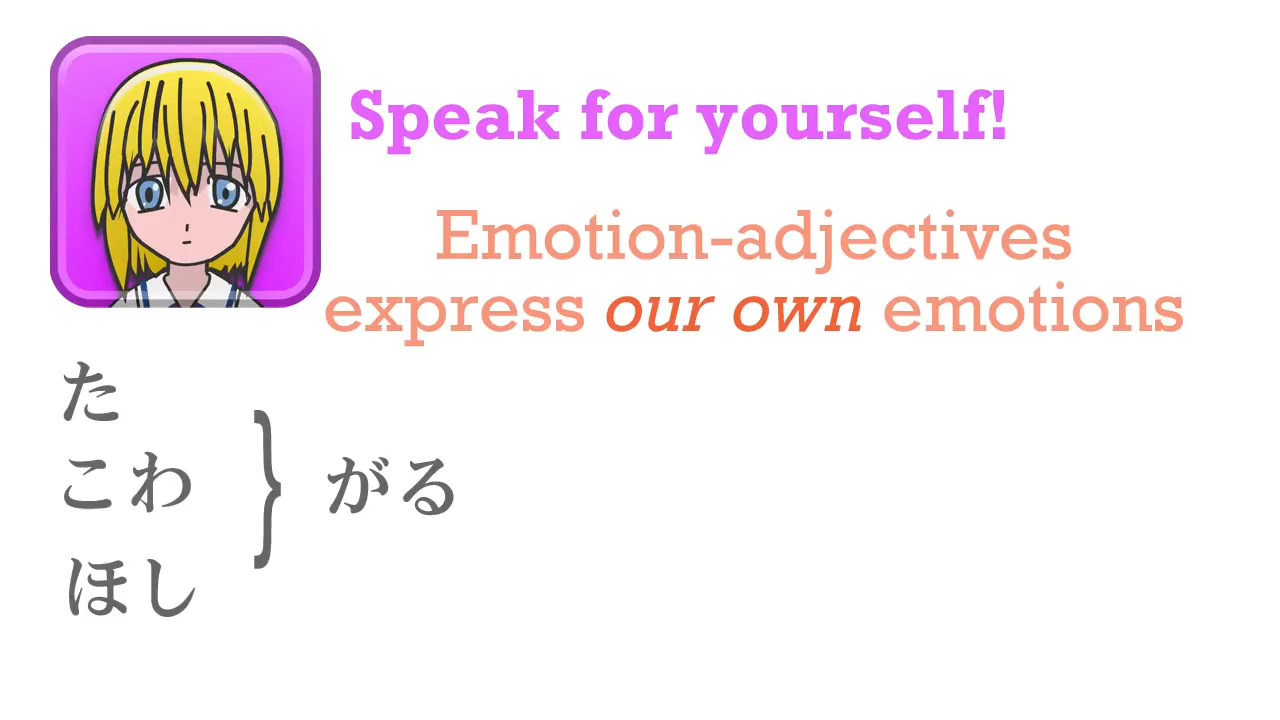 Speak for yourself!
Emotion-adjectives
express our own emotions
た
こわ
} がる
ほし